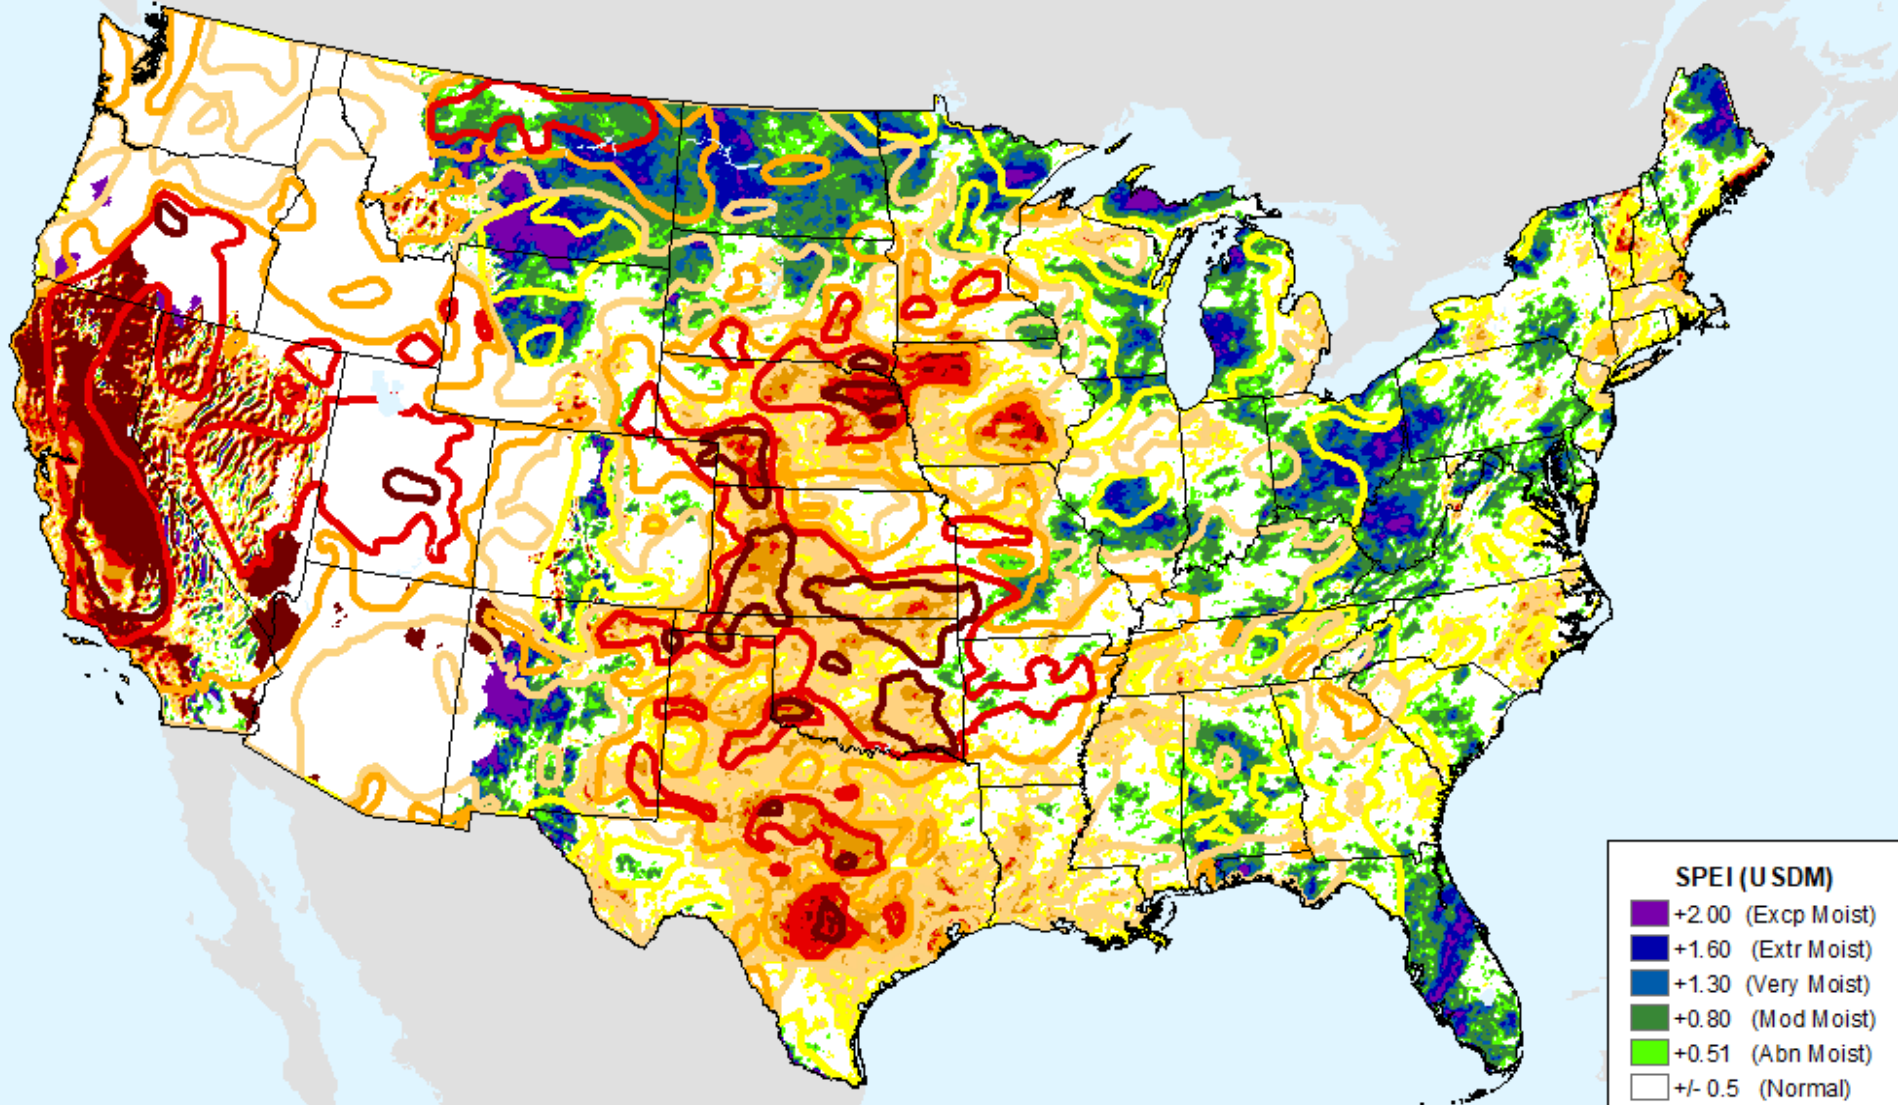 SPEI (USDM)
+2.00 (Excp Moist)
+1.60 (Extr Moist)
+1.30 (Very Moist)
+0.80 (Mod Moist)
+0.51 (Abn Moist)
+/- 0.5 (Normal)